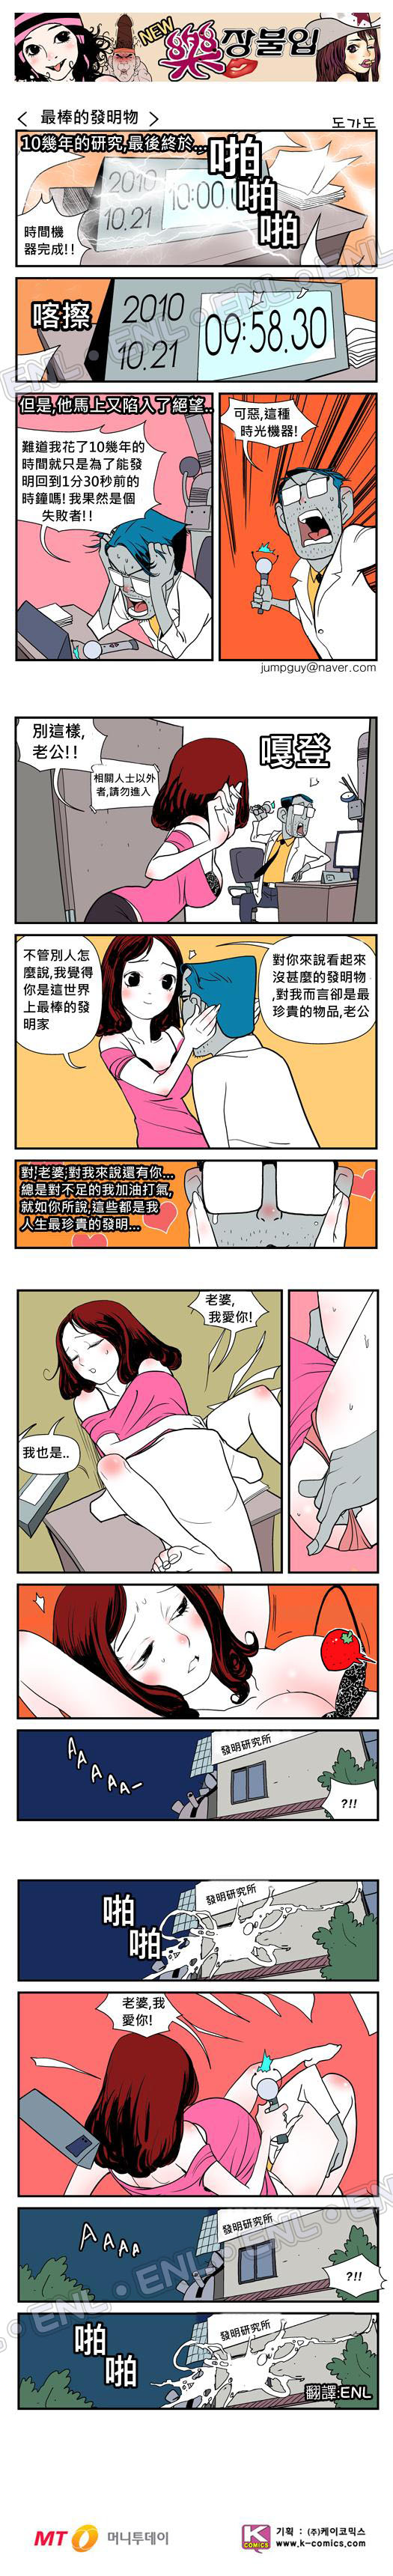 NEW 樂장불입
< 最棒的發明物 >
도가도
10幾年的研究,最後終於...
啪
啪
啪
2010
10.21
10:00.0
時間機
器完成!!
喀擦
2010
10.21
09:58.30
但是,他馬上又陷入了絕望..
難道我花了10幾年的
時間就只是為了能發
明回到1分30秒前的
時鐘嗎! 我果然是個
失敗者!!
可惡,這種
時光機器!
jumpguy@naver.com
別這樣,
老公!!
相關人士以外
者,請勿進入
嘎登
不管別人怎
麼說,我覺得
你是這世界
上最棒的發
明家
對你來說看起來
沒甚麼的發明物
,對我而言卻是最
珍貴的物品,老公
對,老婆;對我來說還有你...
總是對不足的我加油打氣,
就如你所說,這些都是我
人生最珍貴的發明...
老婆,
我愛你!
我也是..
AAAAA~
發明研究所
?!!
啪
啪
發明研究所
老婆,我
愛你!
AAAA
發明研究所
?!!
啪
啪
發明研究所
翻譯:ENL
ENL • ENL • ENL • ENL
MT 머니투데이
K COMICS
기획 : (주)케이코믹스
www.k-comics.com